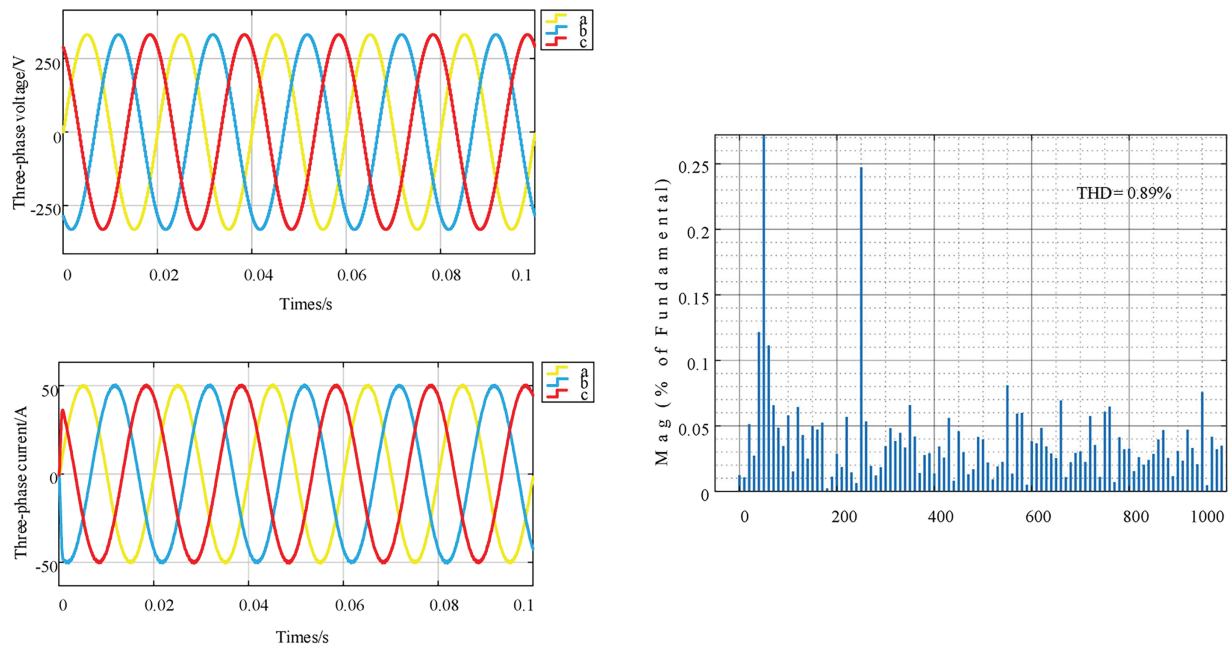 Three-phase voltage/V
250
0
-250
0 0.02 0.04 0.06 0.08 0.1
Times/s
a
b
c
Three-phase current/A
50
0
-50
0 0.02 0.04 0.06 0.08 0.1
Times/s
a
b
c
Mag (% of Fundamental)
0.25
0.2
0.15
0.1
0.05
0
THD= 0.89%
0 200 400 600 800 1000